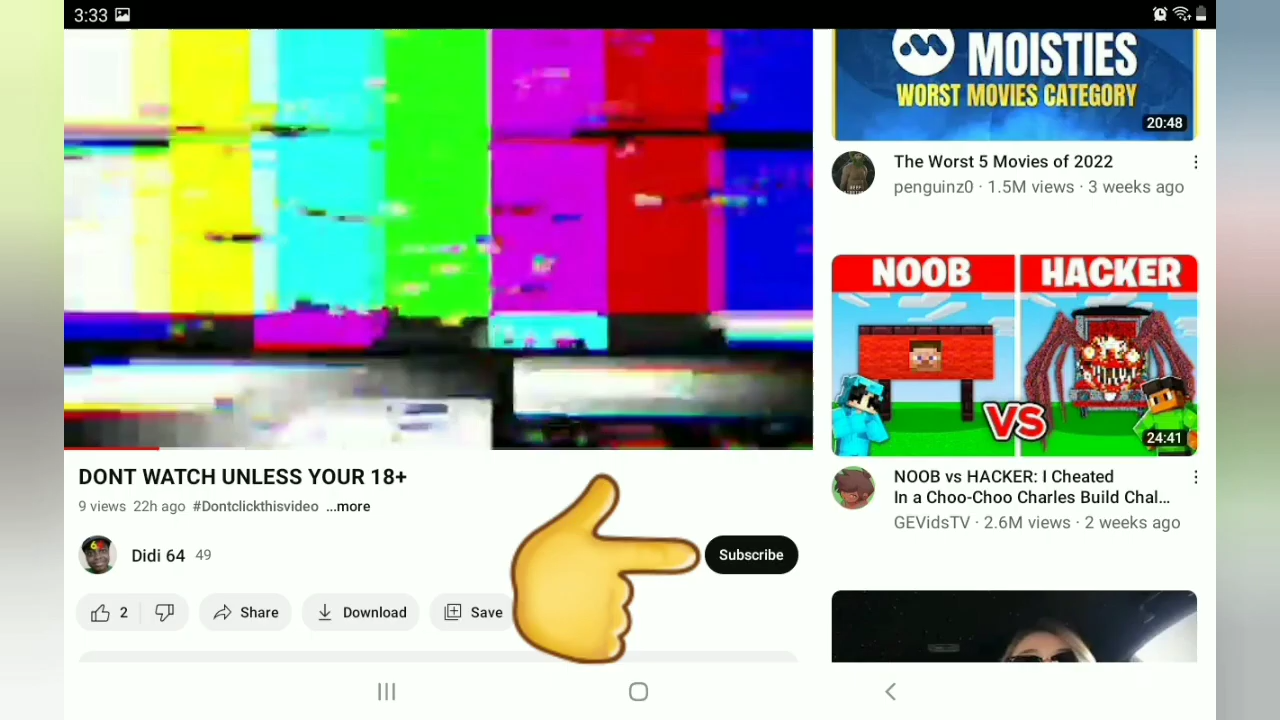 3:33
MOISTIES
WORST MOVIES CATEGORY
20:48
The Worst 5 Movies of 2022
penguinz0 · 1.5M views · 3 weeks ago
NOOB
HACKER
VS
24:41
NOOB vs HACKER: I Cheated
In a Choo-Choo Charles Build Chal...
GEVidsTV · 2.6M views · 2 weeks ago
DONT WATCH UNLESS YOUR 18+
9 views 22h ago #Dontclickthisvideo ...more
Didi 64 49
Subscribe
2 Share Download Save